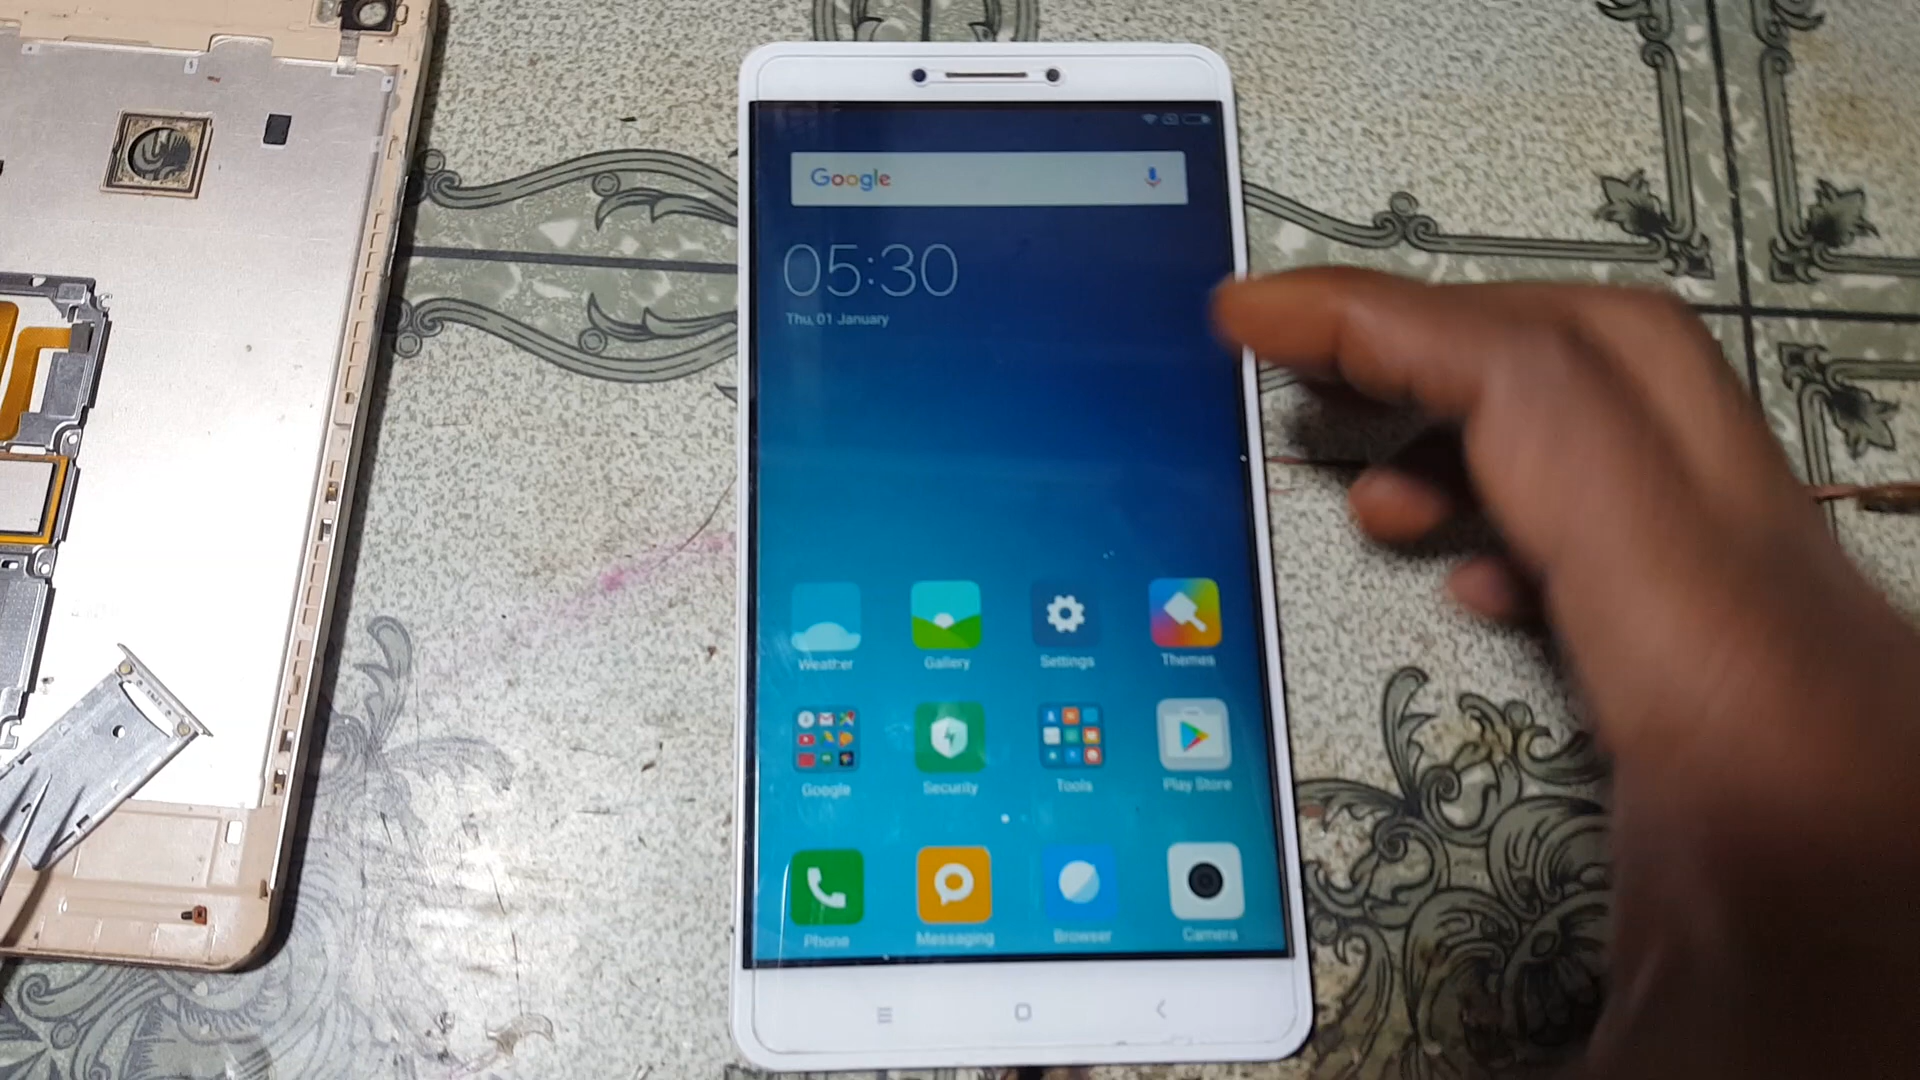 Google
05:30
Thu, 01 January
Weather Gallery Settings Themes
Google Security Tools Play Store
Phone Messaging Browser Camera